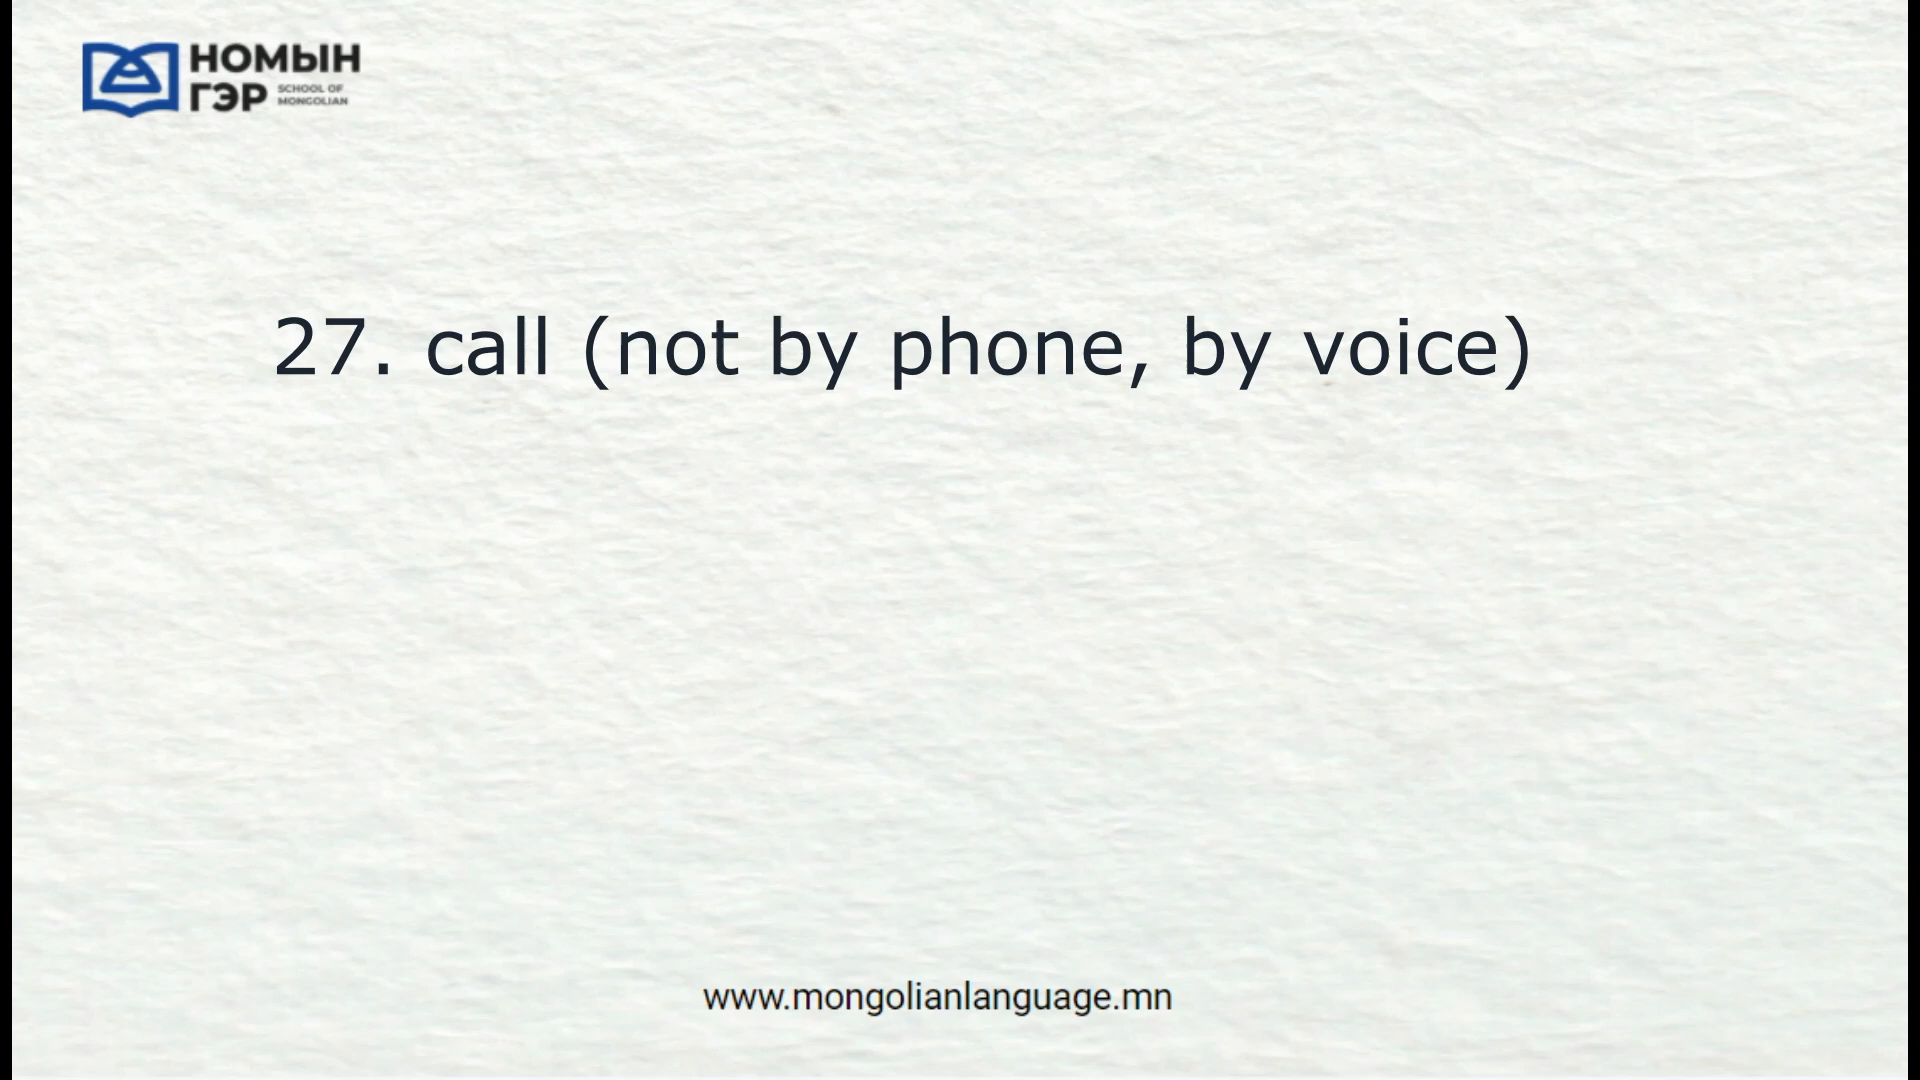 НОМЫН
ГЭР SCHOOL OF
MONGOLIAN
27. call (not by phone, by voice)
www.mongolianlanguage.mn